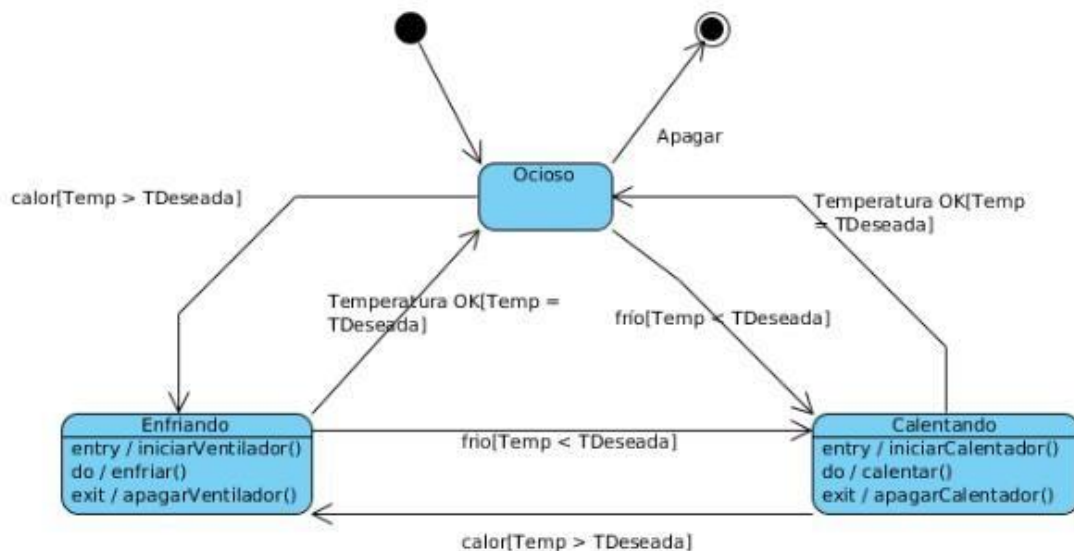 Apagar
Ocioso
calor[Temp > TDeseada]
Temperatura OK[Temp
= TDeseada]
Temperatura OK[Temp =
TDeseada]
frío[Temp < TDeseada]
Enfriando
entry / iniciarVentilador()
do / enfriar()
exit / apagarVentilador()
frio[Temp < TDeseada]
Calentando
entry / iniciarCalentador()
do / calentar()
exit / apagarCalentador()
calor[Temp > TDeseada]